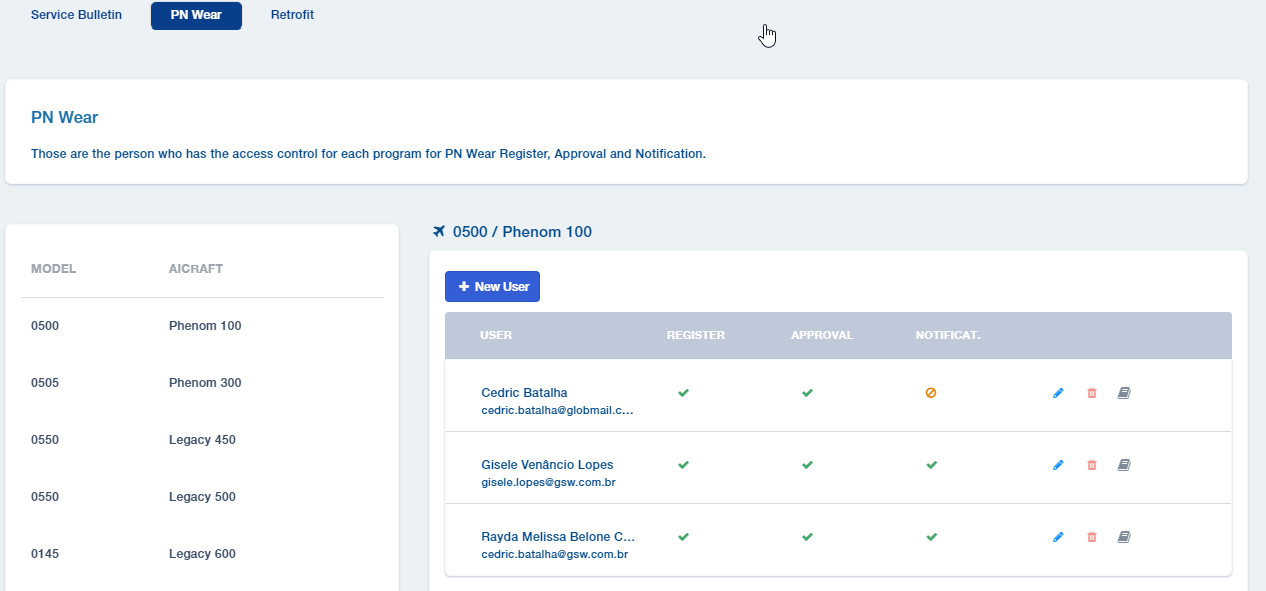 Service Bulletin
PN Wear
Retrofit
PN Wear
Those are the person who has the access control for each program for PN Wear Register, Approval and Notification.
MODEL AICRAFT
0500 Phenom 100
0505 Phenom 300
0550 Legacy 450
0550 Legacy 500
0145 Legacy 600
0500 / Phenom 100
+ New User
USER REGISTER APPROVAL NOTIFICAT.
Cedric Batalha
cedric.batalha@globmail.c...
Gisele Venâncio Lopes
gisele.lopes@gsw.com.br
Rayda Melissa Belone C...
cedric.batalha@gsw.com.br